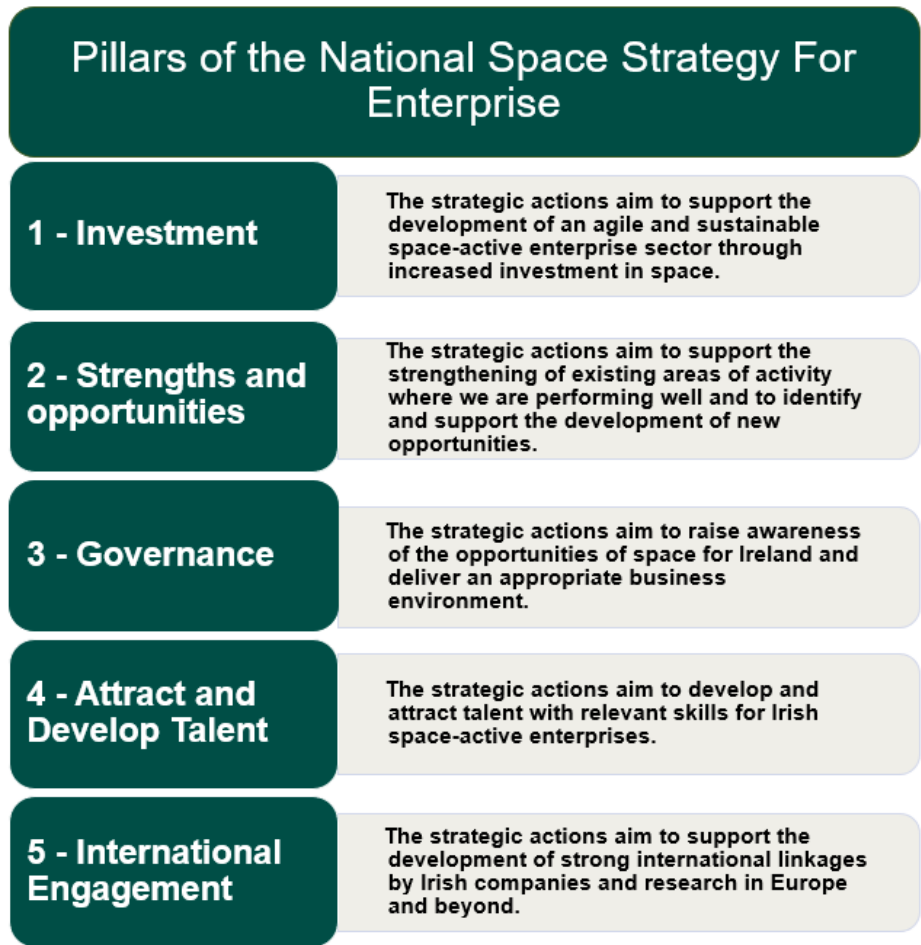 Pillars of the National Space Strategy For
Enterprise
1 - Investment
The strategic actions aim to support the
development of an agile and sustainable
space-active enterprise sector through
increased investment in space.
2 - Strengths and
opportunities
The strategic actions aim to support the
strengthening of existing areas of activity
where we are performing well and to identify
and support the development of new
opportunities.
3 - Governance
The strategic actions aim to raise awareness
of the opportunities of space for Ireland and
deliver an appropriate business
environment.
4 - Attract and
Develop Talent
The strategic actions aim to develop and
attract talent with relevant skills for Irish
space-active enterprises.
5 - International
Engagement
The strategic actions aim to support the
development of strong international linkages
by Irish companies and research in Europe
and beyond.